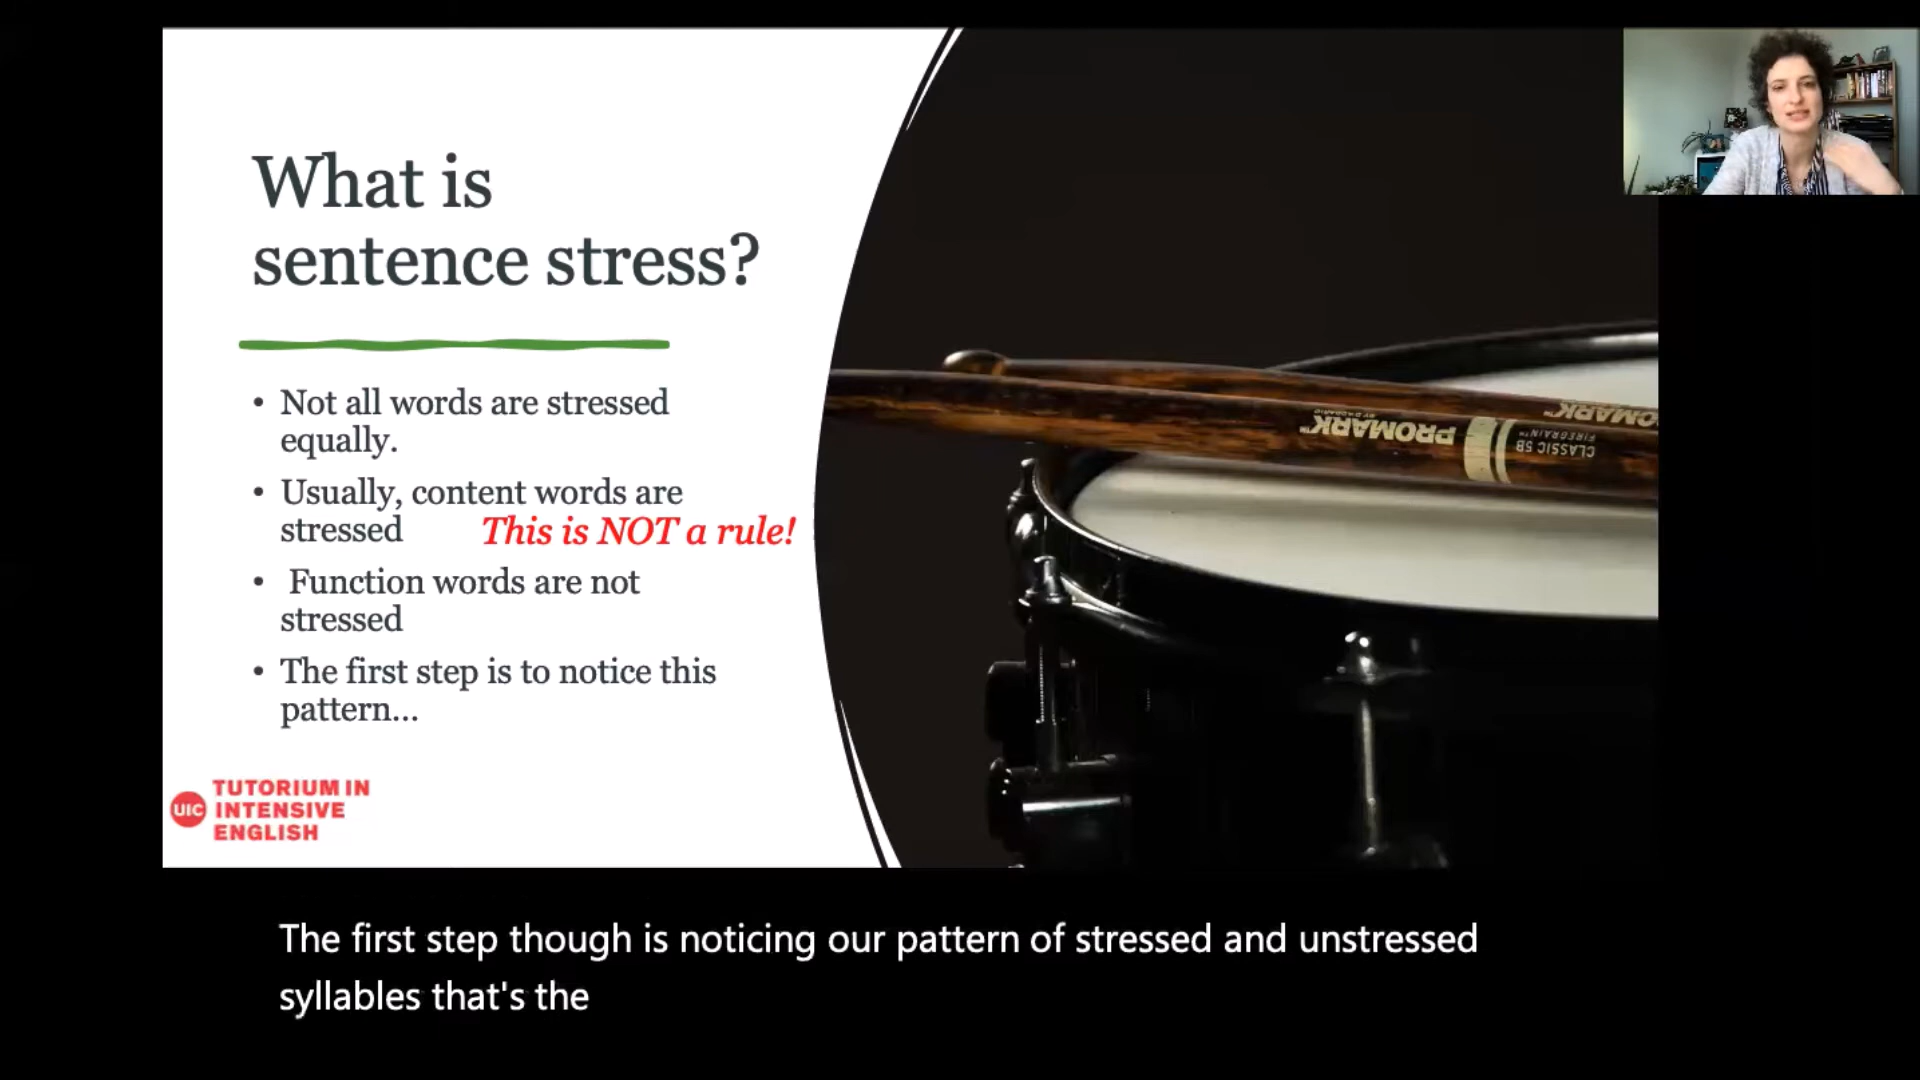 What is
sentence stress?
• Not all words are stressed
equally.
• Usually, content words are
stressed This is NOT a rule!
• Function words are not
stressed
• The first step is to notice this
pattern...
UIC
TUTORIUM IN
INTENSIVE
ENGLISH
PROMARK
CLASSIC 5B
FIREGRAIN™
OMARK
The first step though is noticing our pattern of stressed and unstressed
syllables that's the